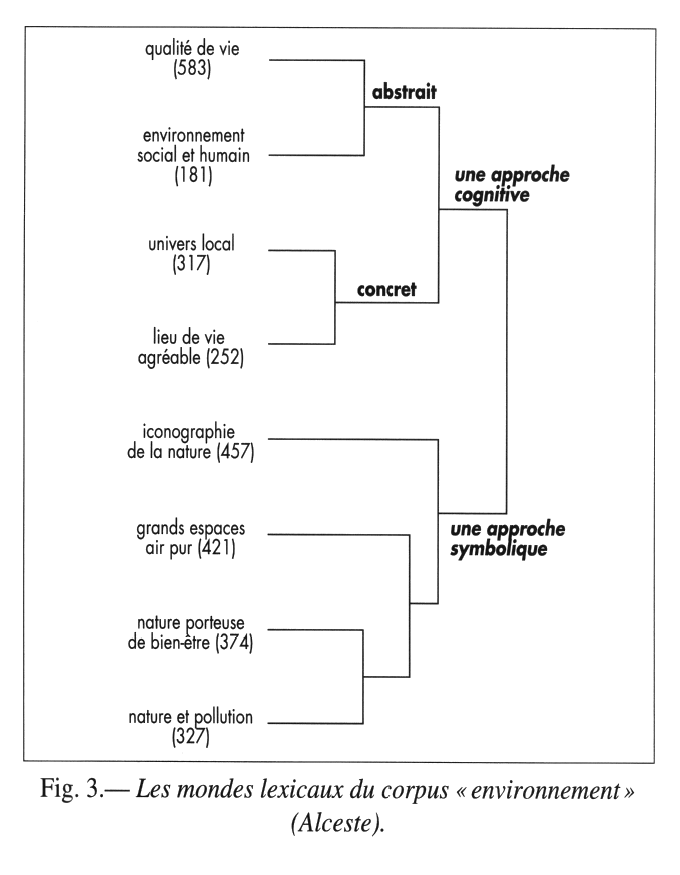 qualité de vie
(583)
abstrait
environnement
social et humain
(181)
une approche
cognitive
univers local
(317)
concret
lieu de vie
agréable (252)
iconographie
de la nature (457)
grands espaces
air pur (421)
une approche
symbolique
nature porteuse
de bien-être (374)
nature et pollution
(327)
Fig. 3.— Les mondes lexicaux du corpus « environnement »
(Alceste).